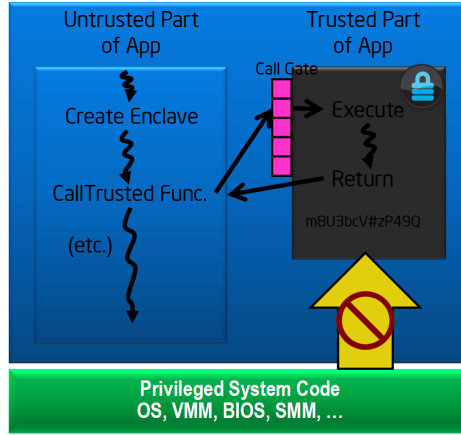 Untrusted Part
of App
Trusted Part
of App
Call Gate
Create Enclave
Execute
CallTrusted Func.
Return
(etc.)
m8U3bcV#zP49Q
Privileged System Code
OS, VMM, BIOS, SMM, …